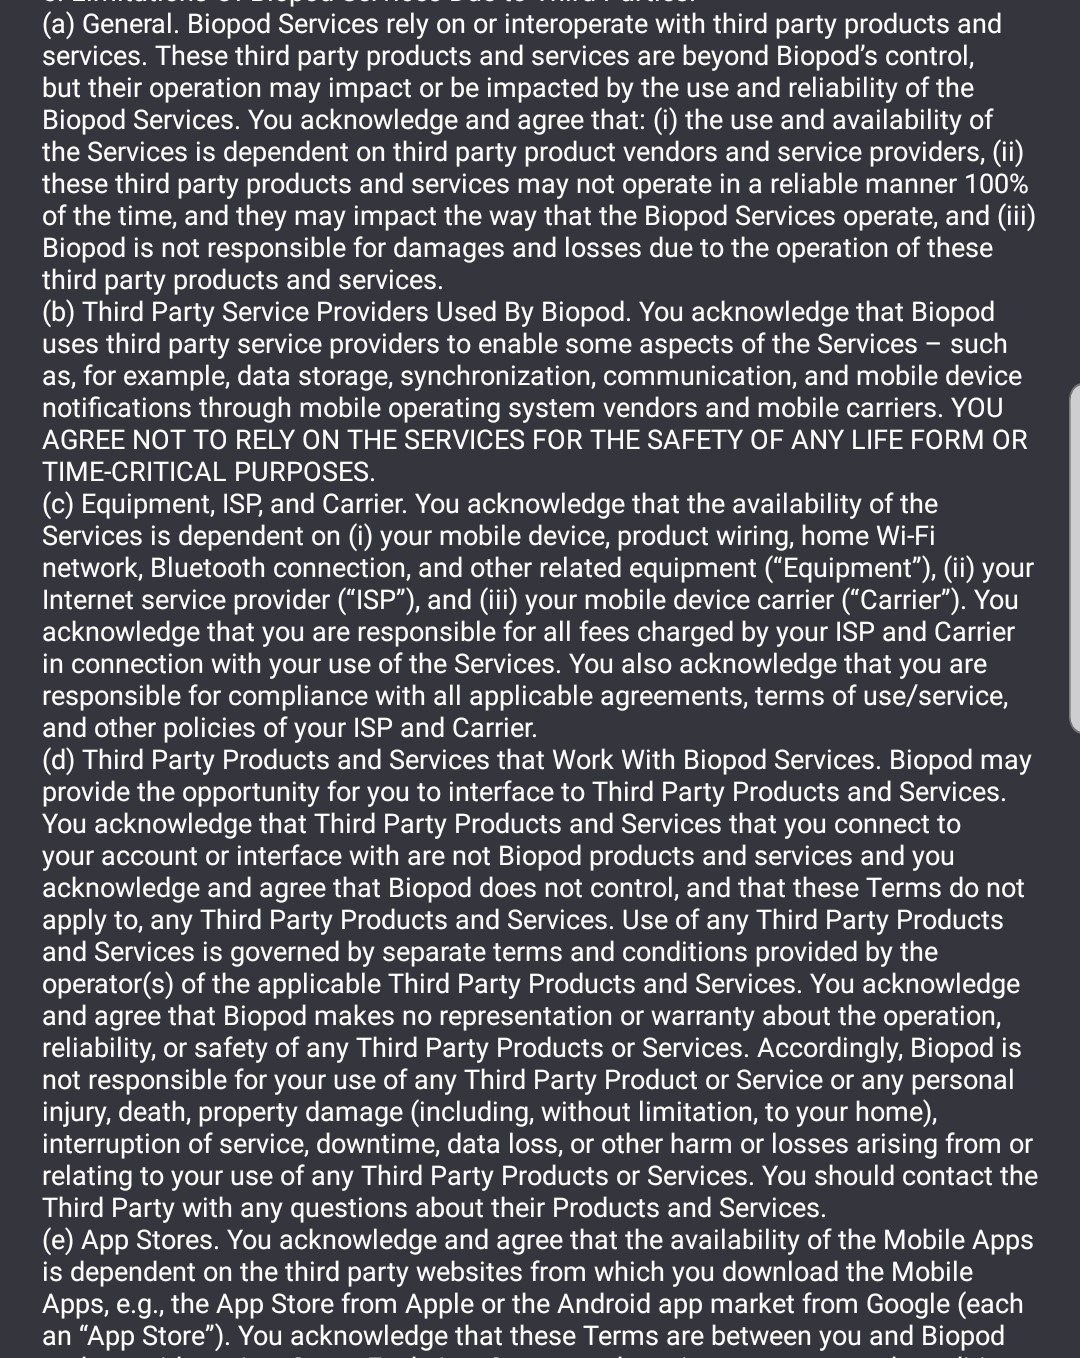 (a) General. Biopod Services rely on or interoperate with third party products and
services. These third party products and services are beyond Biopod’s control,
but their operation may impact or be impacted by the use and reliability of the
Biopod Services. You acknowledge and agree that: (i) the use and availability of
the Services is dependent on third party product vendors and service providers, (ii)
these third party products and services may not operate in a reliable manner 100%
of the time, and they may impact the way that the Biopod Services operate, and (iii)
Biopod is not responsible for damages and losses due to the operation of these
third party products and services.
(b) Third Party Service Providers Used By Biopod. You acknowledge that Biopod
uses third party service providers to enable some aspects of the Services – such
as, for example, data storage, synchronization, communication, and mobile device
notifications through mobile operating system vendors and mobile carriers. YOU
AGREE NOT TO RELY ON THE SERVICES FOR THE SAFETY OF ANY LIFE FORM OR
TIME-CRITICAL PURPOSES.
(c) Equipment, ISP, and Carrier. You acknowledge that the availability of the
Services is dependent on (i) your mobile device, product wiring, home Wi-Fi
network, Bluetooth connection, and other related equipment (“Equipment”), (ii) your
Internet service provider (“ISP”), and (iii) your mobile device carrier (“Carrier”). You
acknowledge that you are responsible for all fees charged by your ISP and Carrier
in connection with your use of the Services. You also acknowledge that you are
responsible for compliance with all applicable agreements, terms of use/service,
and other policies of your ISP and Carrier.
(d) Third Party Products and Services that Work With Biopod Services. Biopod may
provide the opportunity for you to interface to Third Party Products and Services.
You acknowledge that Third Party Products and Services that you connect to
your account or interface with are not Biopod products and services and you
acknowledge and agree that Biopod does not control, and that these Terms do not
apply to, any Third Party Products and Services. Use of any Third Party Products
and Services is governed by separate terms and conditions provided by the
operator(s) of the applicable Third Party Products and Services. You acknowledge
and agree that Biopod makes no representation or warranty about the operation,
reliability, or safety of any Third Party Products or Services. Accordingly, Biopod is
not responsible for your use of any Third Party Product or Service or any personal
injury, death, property damage (including, without limitation, to your home),
interruption of service, downtime, data loss, or other harm or losses arising from or
relating to your use of any Third Party Products or Services. You should contact the
Third Party with any questions about their Products and Services.
(e) App Stores. You acknowledge and agree that the availability of the Mobile Apps
is dependent on the third party websites from which you download the Mobile
Apps, e.g., the App Store from Apple or the Android app market from Google (each
an “App Store”). You acknowledge that these Terms are between you and Biopod